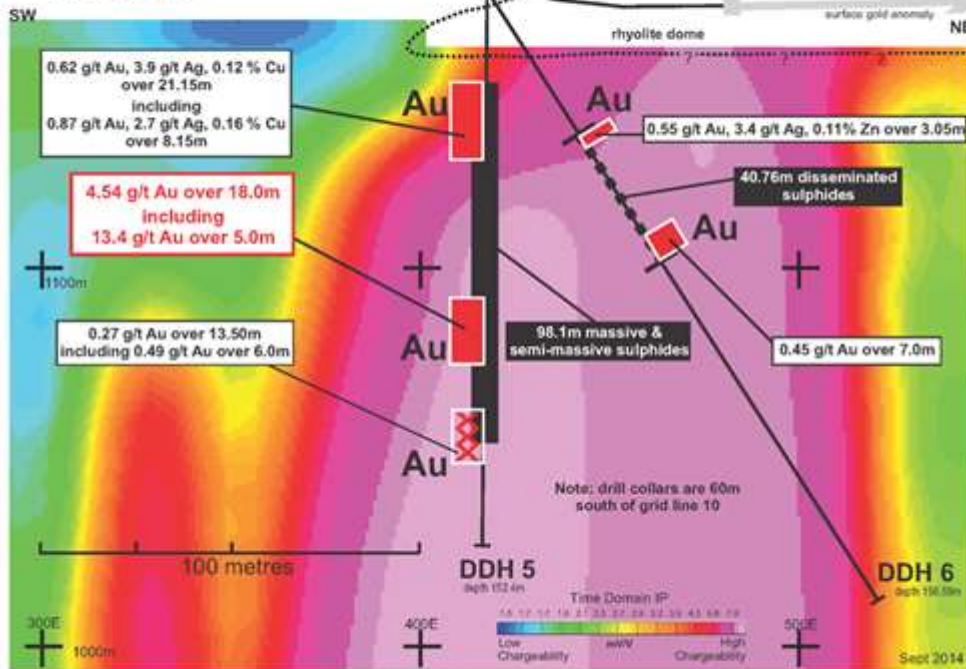 SW
surface gold anomaly
rhyolite dome
NE
? ? ?
0.62 g/t Au, 3.9 g/t Ag, 0.12 % Cu
over 21.15m
including
0.87 g/t Au, 2.7 g/t Ag, 0.16 % Cu
over 8.15m
Au
Au
0.55 g/t Au, 3.4 g/t Ag, 0.11% Zn over 3.05m
40.76m disseminated
sulphides
4.54 g/t Au over 18.0m
including
13.4 g/t Au over 5.0m
Au
1100m
0.27 g/t Au over 13.50m
including 0.49 g/t Au over 6.0m
Au
98.1m massive &
semi-massive sulphides
0.45 g/t Au over 7.0m
Au
Note: drill collars are 60m
south of grid line 10
100 metres
DDH 5
depth 152.4m
DDH 6
Time Domain IP
Low
Chargeability
mV/V
High
Chargeability
300E
400E
500E
1000m
Sept 2014